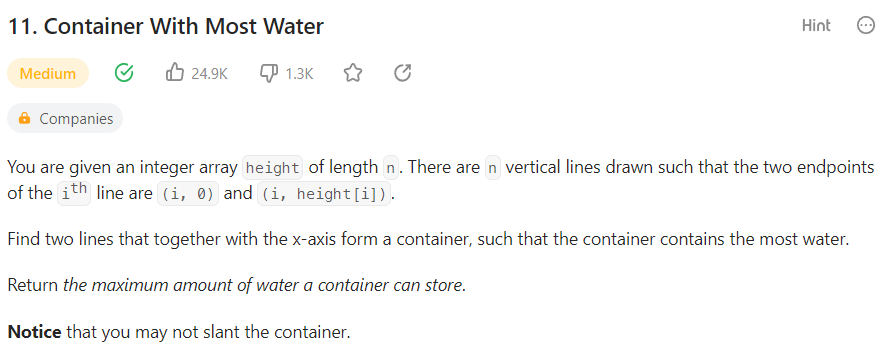 11. Container With Most Water
Hint
Medium
24.9K
1.3K
Companies
You are given an integer array height of length n. There are n vertical lines drawn such that the two endpoints
of the ith line are (i, 0) and (i, height[i]).
Find two lines that together with the x-axis form a container, such that the container contains the most water.
Return the maximum amount of water a container can store.
Notice that you may not slant the container.